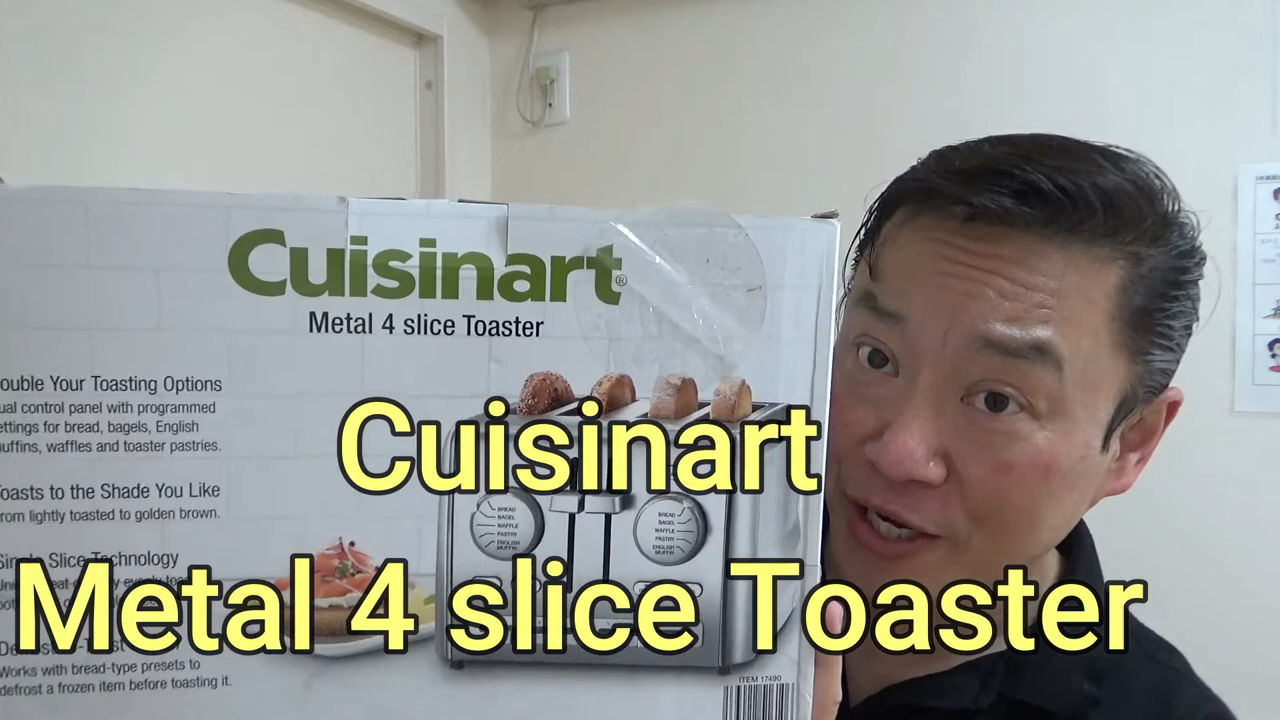 Cuisinart®
Metal 4 slice Toaster
ouble Your Toasting Options
ual control panel with programmed
ettings for bread, bagels, English
uffins, waffles and toaster pastries.
oasts to the Shade You Like
rom lightly toasted to golden brown.
Slice Technology
Works with bread-type presets to
defrost a frozen item before toasting it.
BREAD
BAGEL
WAFFLE
PASTRY
ENGLISH
MUFFIN
BREAD
BAGEL
WAFFLE
PASTRY
ENGLISH
MUFFIN
Cuisinart
Metal 4 slice Toaster
ITEM 17490